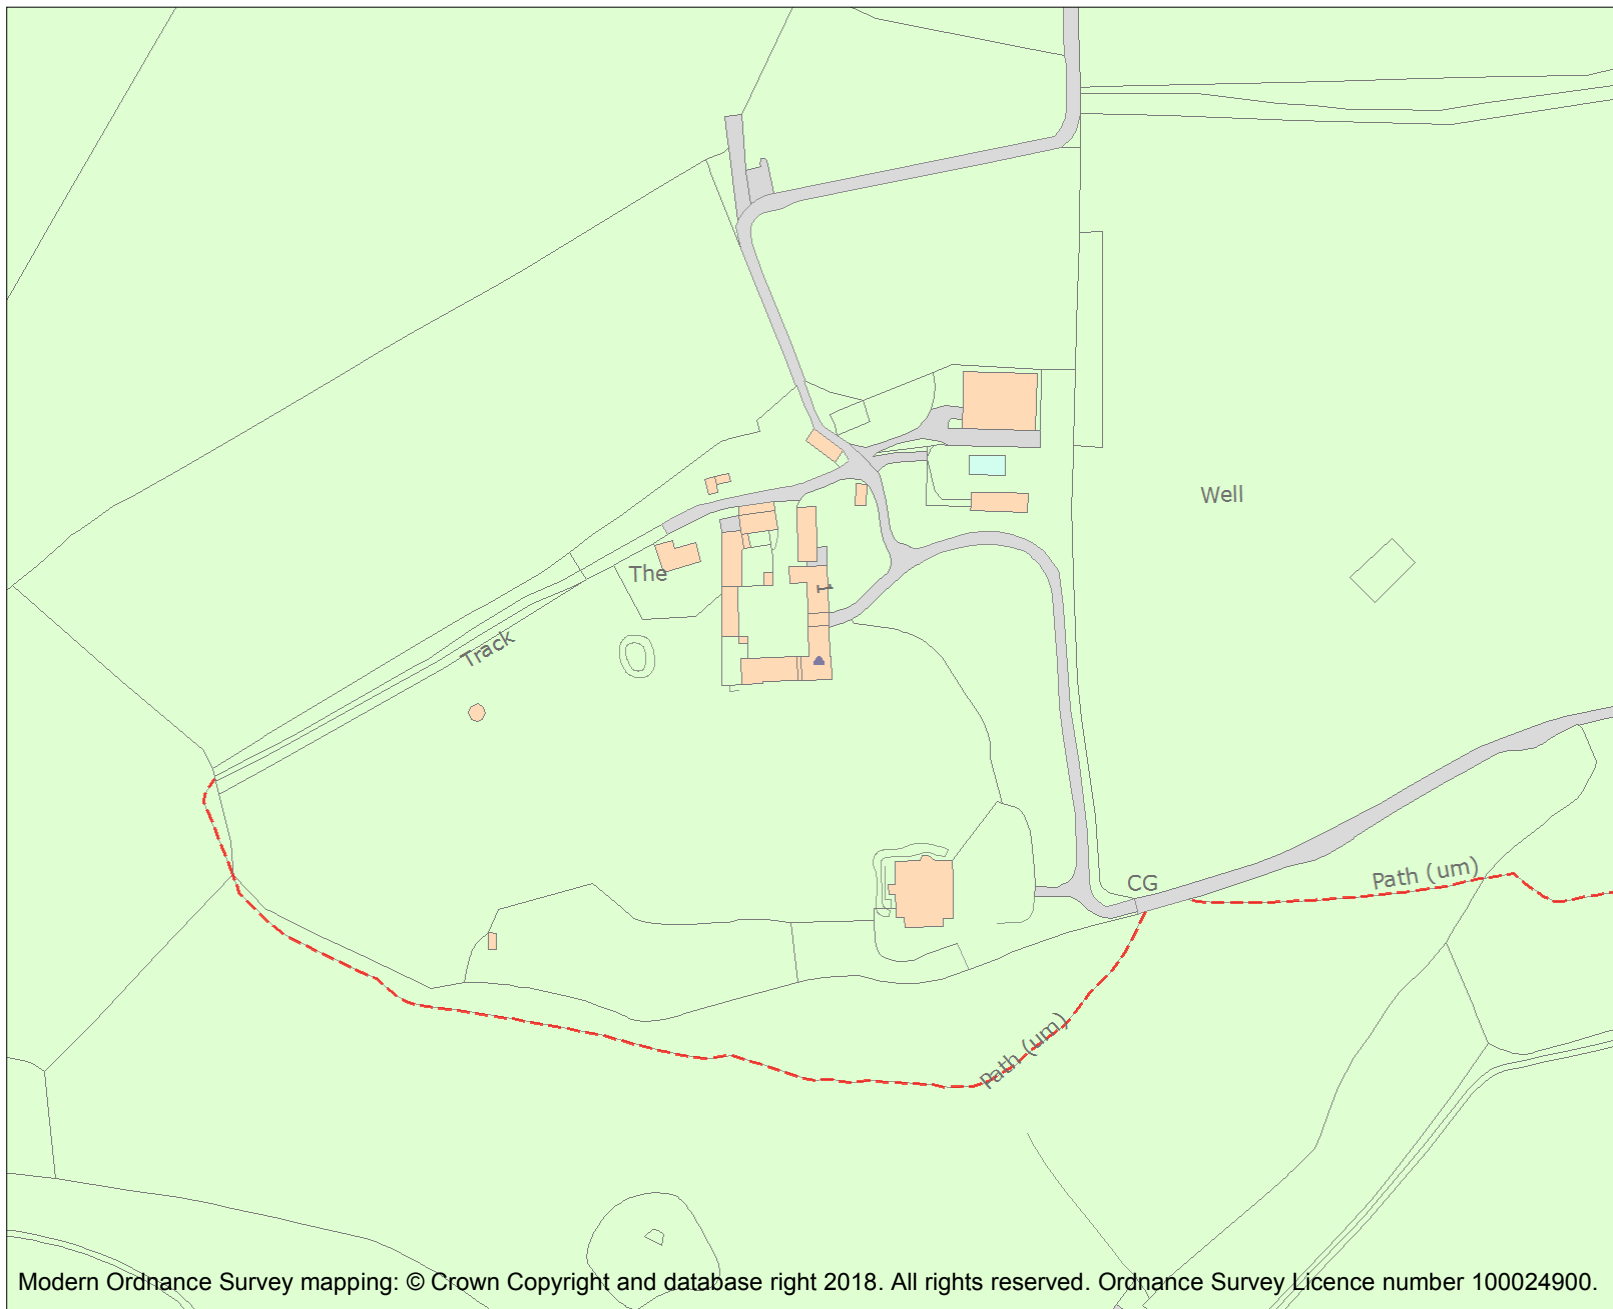 Well
The
1
Track
CG
Path (um)
Path (um)
Modern Ordnance Survey mapping: © Crown Copyright and database right 2018. All rights reserved. Ordnance Survey Licence number 100024900.